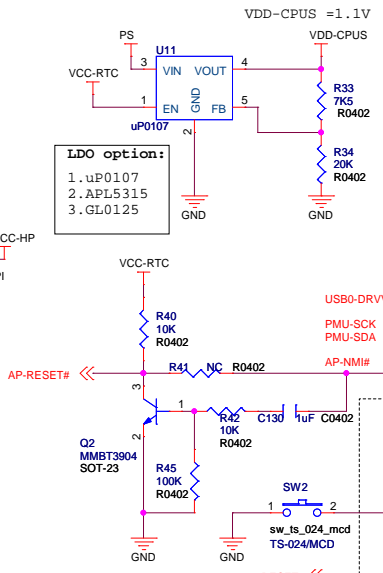 VDD-CPUS =1.1V
PS
VDD-CPUS
U11
3
VIN
VOUT
4
VCC-RTC
R33
7K5
R0402
1
EN
GND
FB
5
uP0107
2
R34
20K
R0402
LDO option:
1.uP0107
2.APL5315
3.GL0125
GND
GND
CC-HP
PI
VCC-RTC
USB0-DRVV
R40
10K
R0402
PMU-SCK
PMU-SDA
AP-RESET#
R41
NC
R0402
AP-NMI#
3
1
R42
10K
R0402
C130
1uF
C0402
2
Q2
MMBT3904
SOT-23
R45
100K
R0402
SW2
1
2
sw_ts_024_mcd
TS-024/MCD
GND
GND